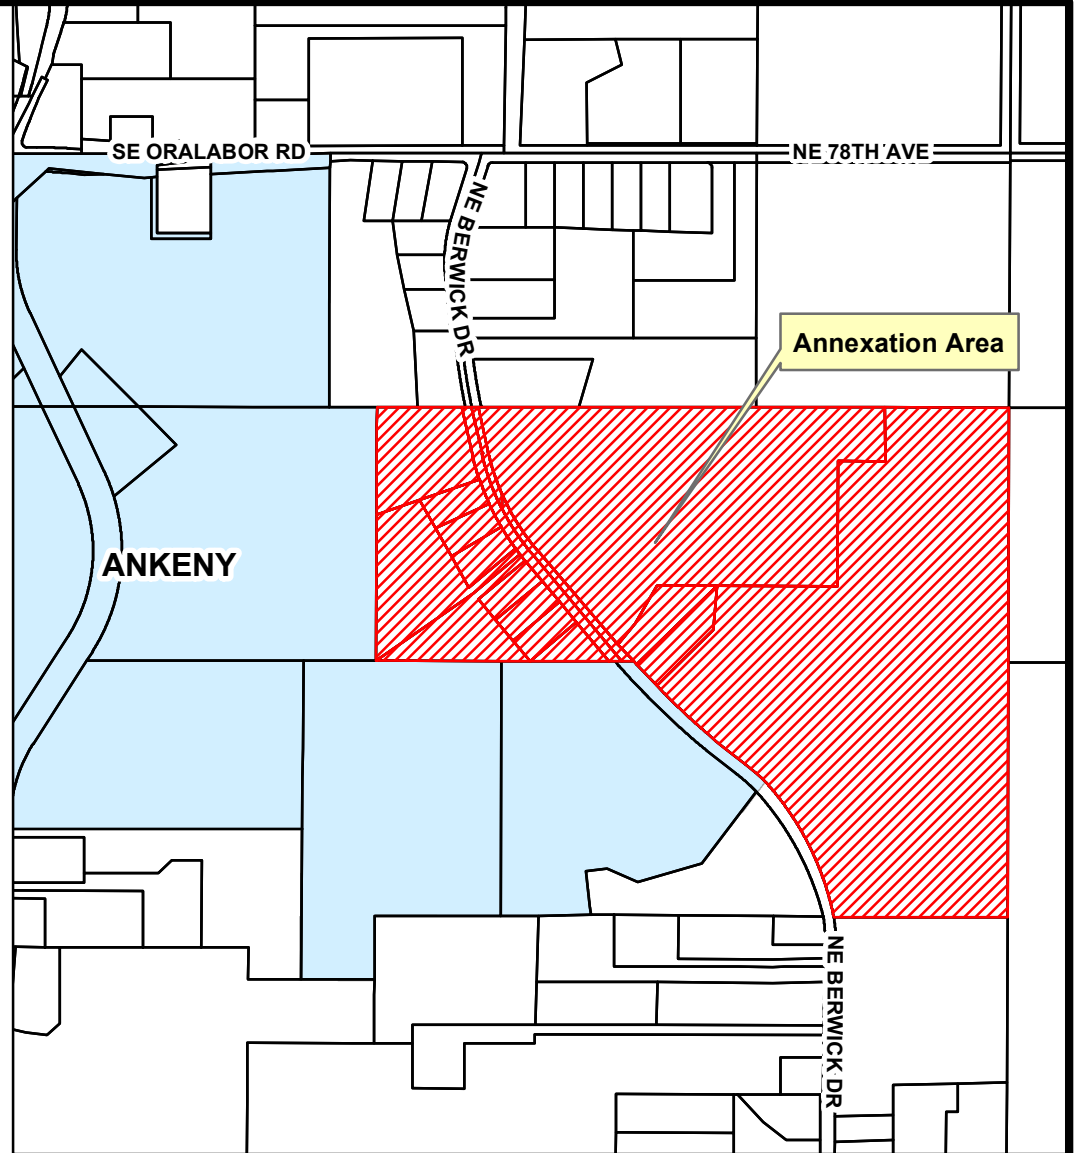 SE ORALABOR RD
NE 78TH AVE
NE BERWICK DR
Annexation Area
ANKENY
NE BERWICK DR